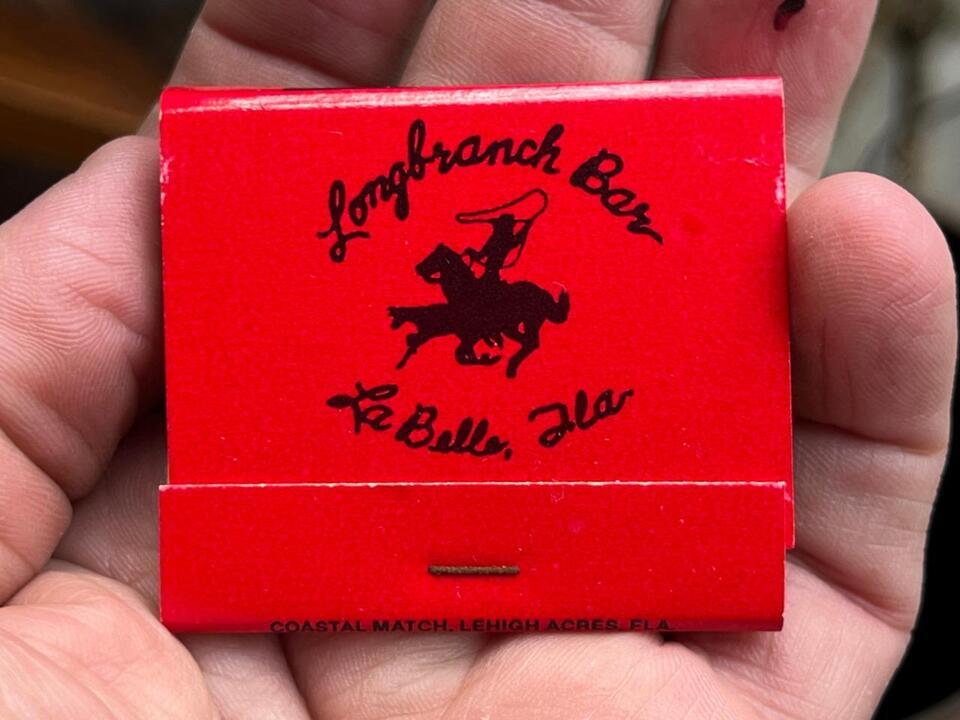 Longbranch Bar
La Belle, Fla
COASTAL MATCH, LEHIGH ACRES, FLA.